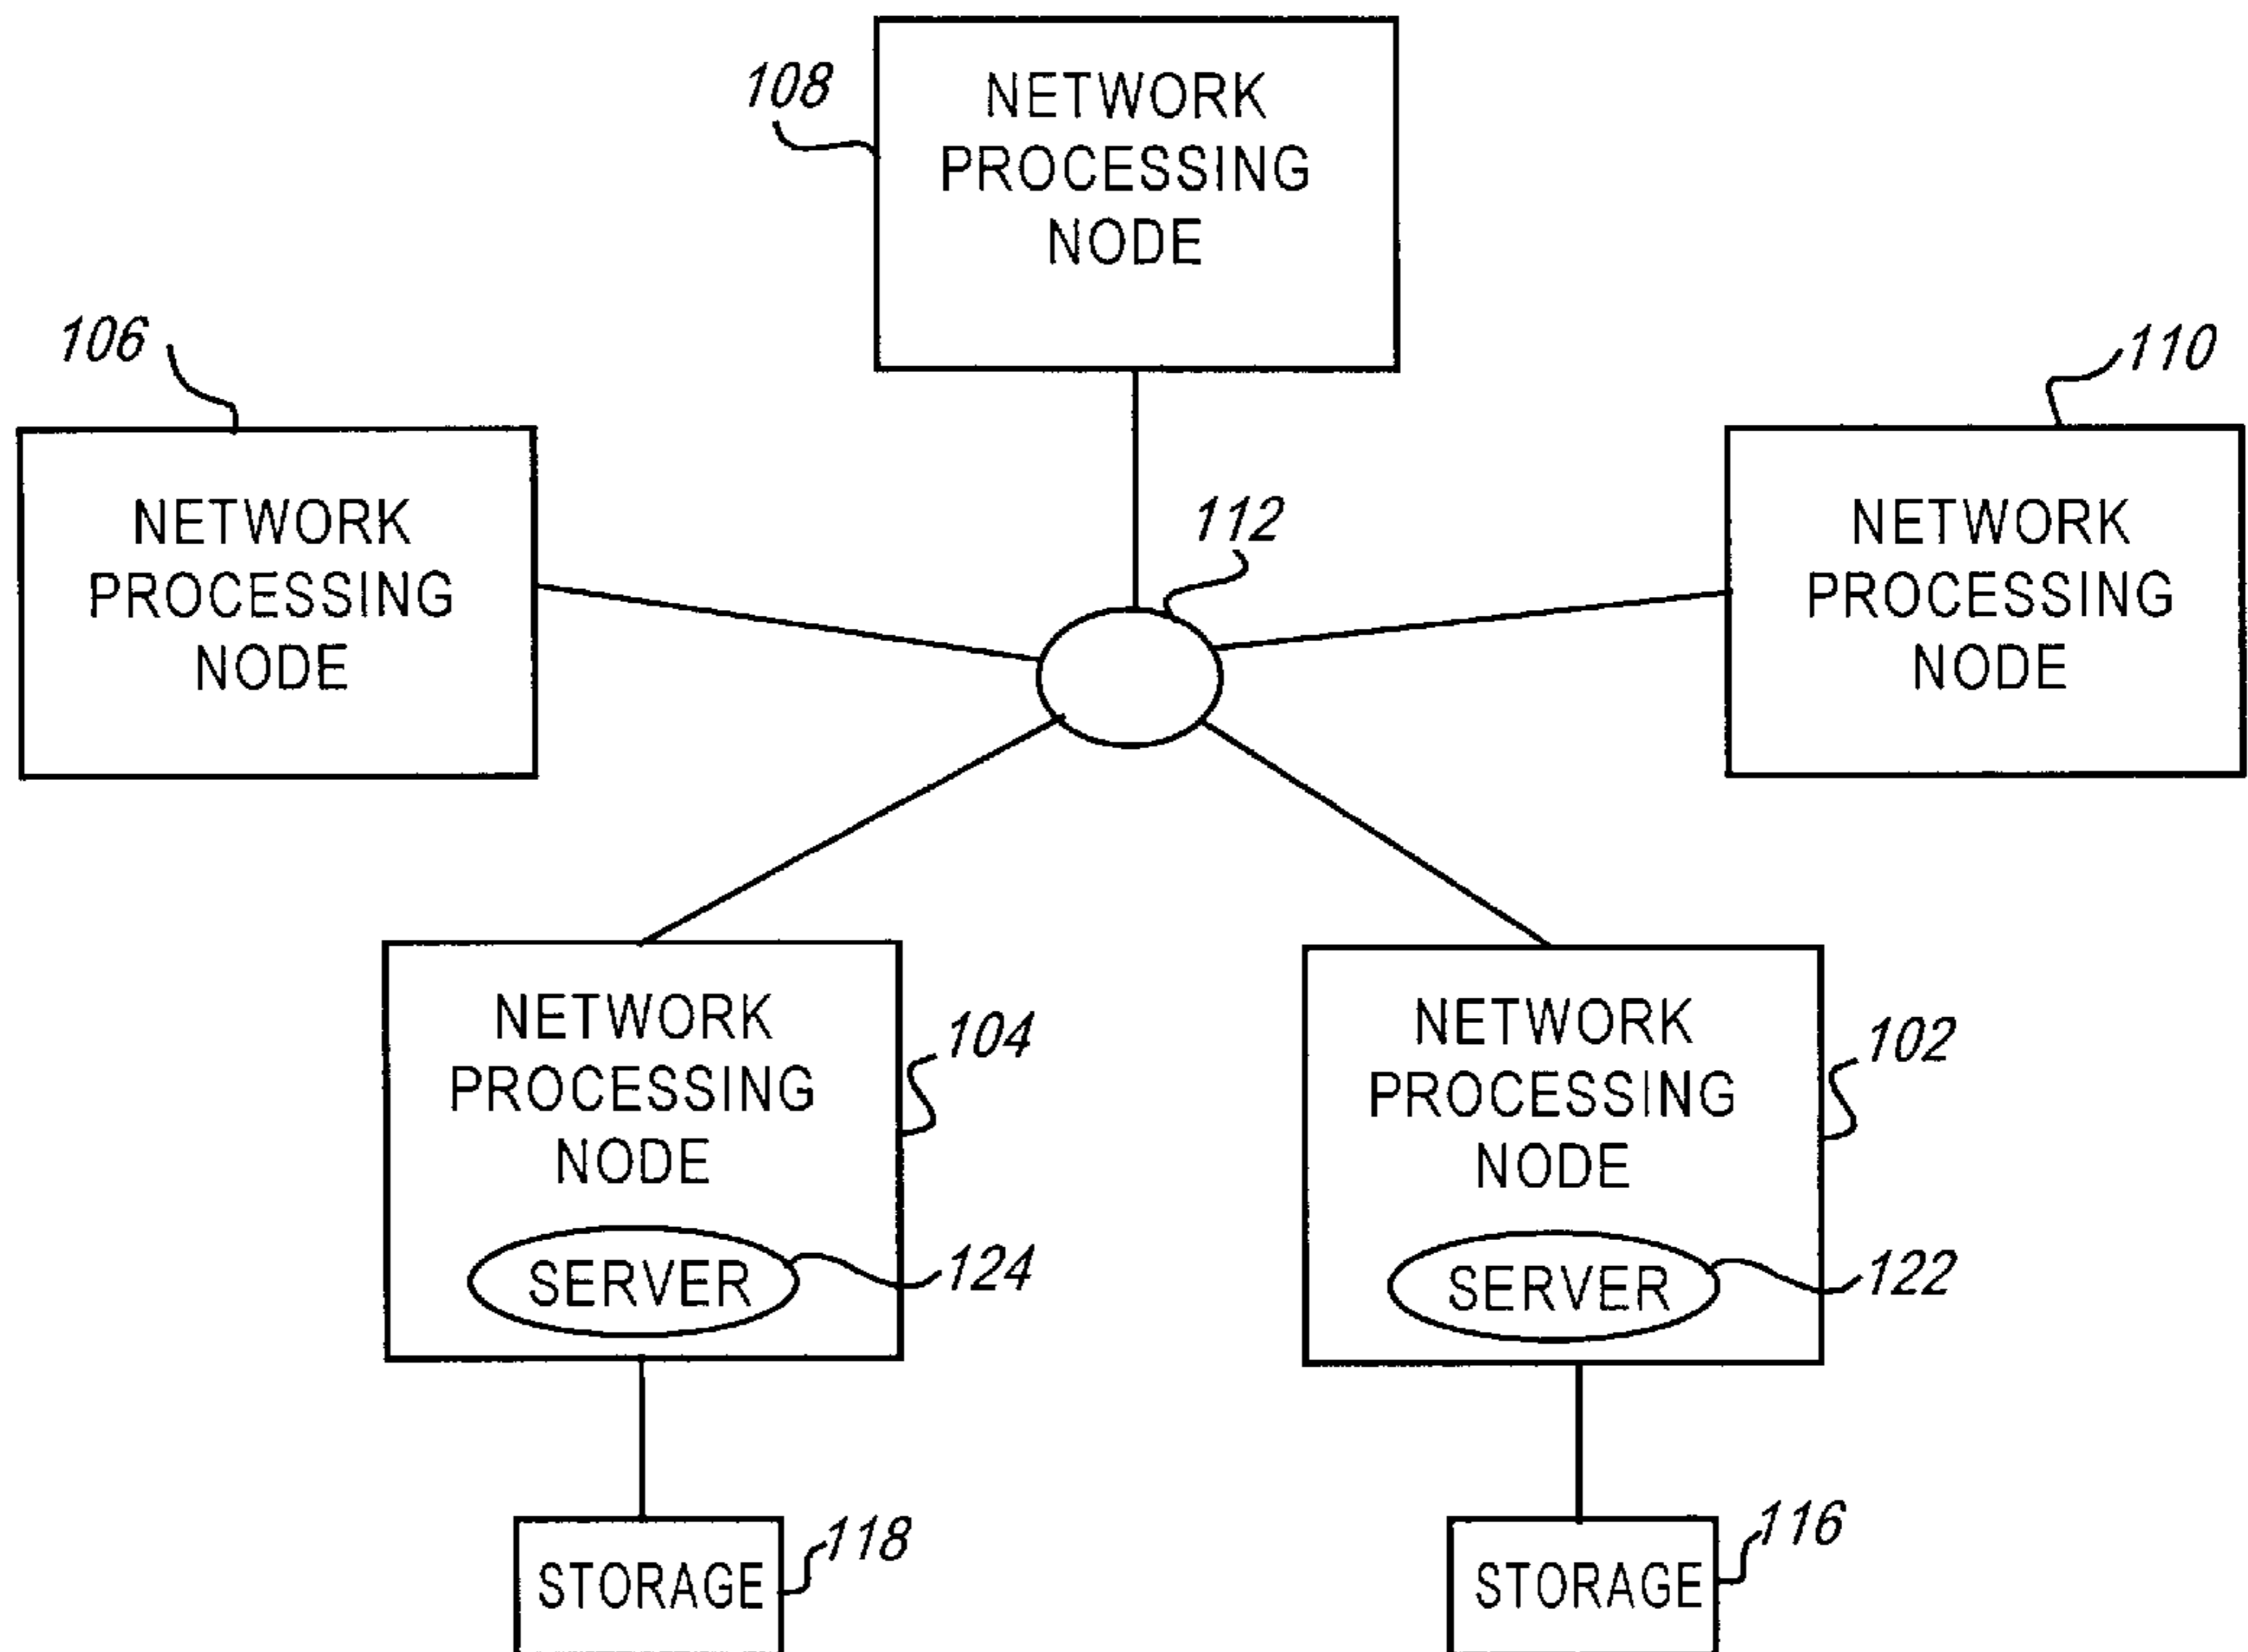 108
NETWORK
PROCESSING
NODE
106
110
NETWORK
PROCESSING
NODE
112
NETWORK
PROCESSING
NODE
NETWORK
PROCESSING
NODE
104
SERVER
124
NETWORK
PROCESSING
NODE
102
SERVER
122
STORAGE
118
STORAGE
116